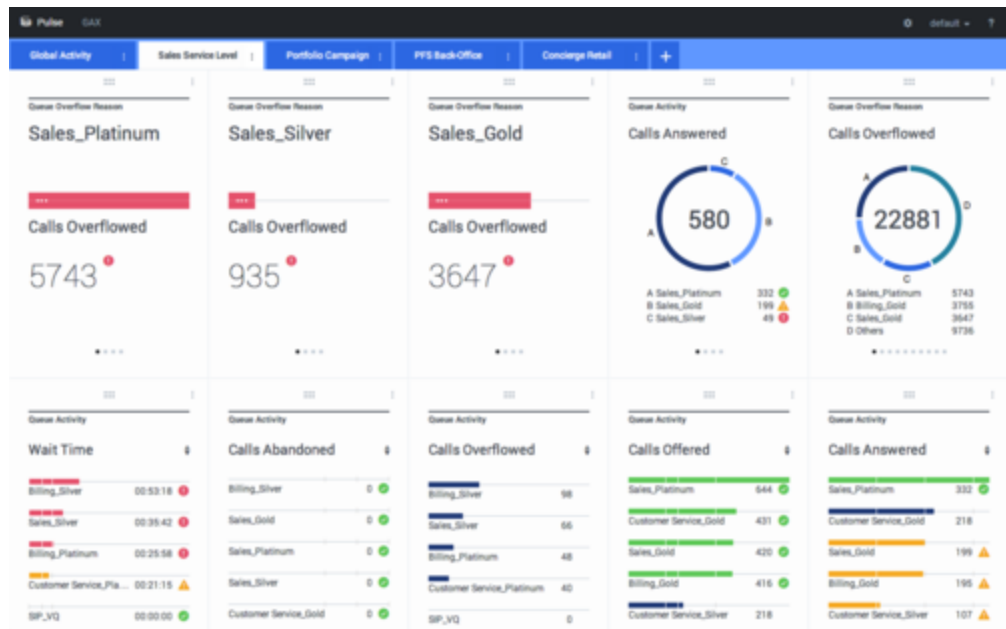 Pulse GAX default ?
Global Activity Sales Service Level Portfolio Campaign PFS Back-Office Concierge Retail +
Queue Overflow Reason
Sales_Platinum
Calls Overflowed
5743
Queue Overflow Reason
Sales_Silver
Calls Overflowed
935
Queue Overflow Reason
Sales_Gold
Calls Overflowed
3647
Queue Activity
Calls Answered
C
580
A
B
A Sales_Platinum 332
B Sales_Gold 199
C Sales_Silver 49
Queue Overflow Reason
Calls Overflowed
A
22881
D
B
C
A Sales_Platinum 5743
B Billing_Gold 3755
C Sales_Gold 3647
D Others 9736
Queue Activity
Wait Time
Billing_Silver 00:53:18
Sales_Silver 00:35:42
Billing_Platinum 00:25:58
Customer Service_Pla... 00:21:15
SIP_VQ 00:00:00
Queue Activity
Calls Abandoned
Billing_Silver 0
Sales_Gold 0
Sales_Platinum 0
Sales_Silver 0
Customer Service_Gold 0
Queue Activity
Calls Overflowed
Billing_Silver 98
Sales_Silver 66
Billing_Platinum 48
Customer Service_Platinum 40
SIP_VQ 0
Queue Activity
Calls Offered
Sales_Platinum 644
Customer Service_Gold 431
Sales_Gold 420
Billing_Gold 416
Customer Service_Silver 218
Queue Activity
Calls Answered
Sales_Platinum 332
Customer Service_Gold 218
Sales_Gold 199
Billing_Gold 195
Customer Service_Silver 107